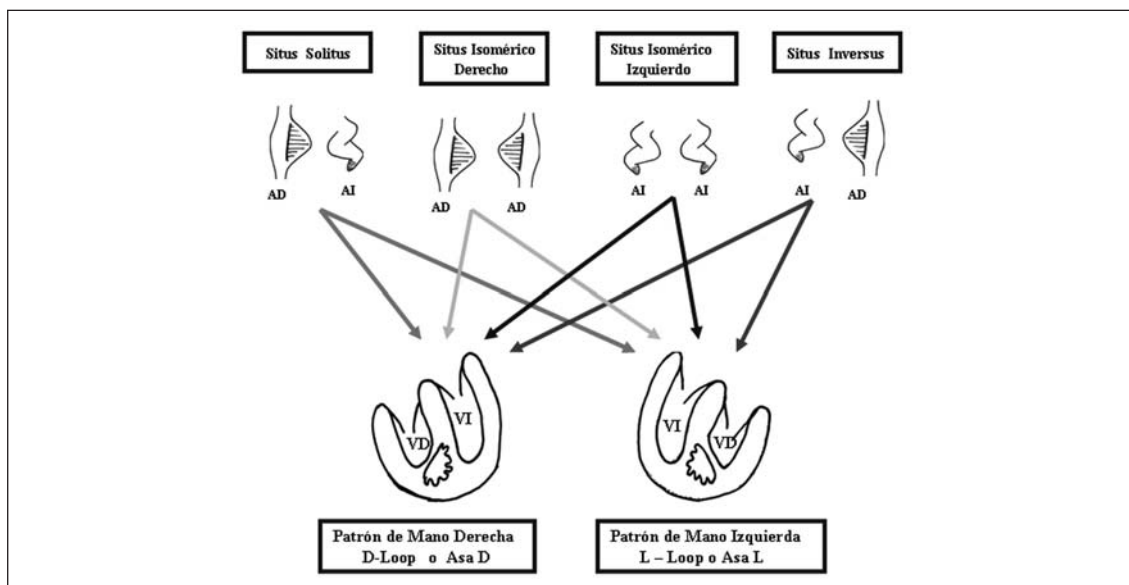 Situs Solitus
Situs Isomérico
Derecho
Situs Isomérico
Izquierdo
Situs Inversus
AD
AI
AD
AD
AI
AI
AI
AD
VD
VI
VI
VD
Patrón de Mano Derecha
D-Loop o Asa D
Patrón de Mano Izquierda
L – Loop o Asa L